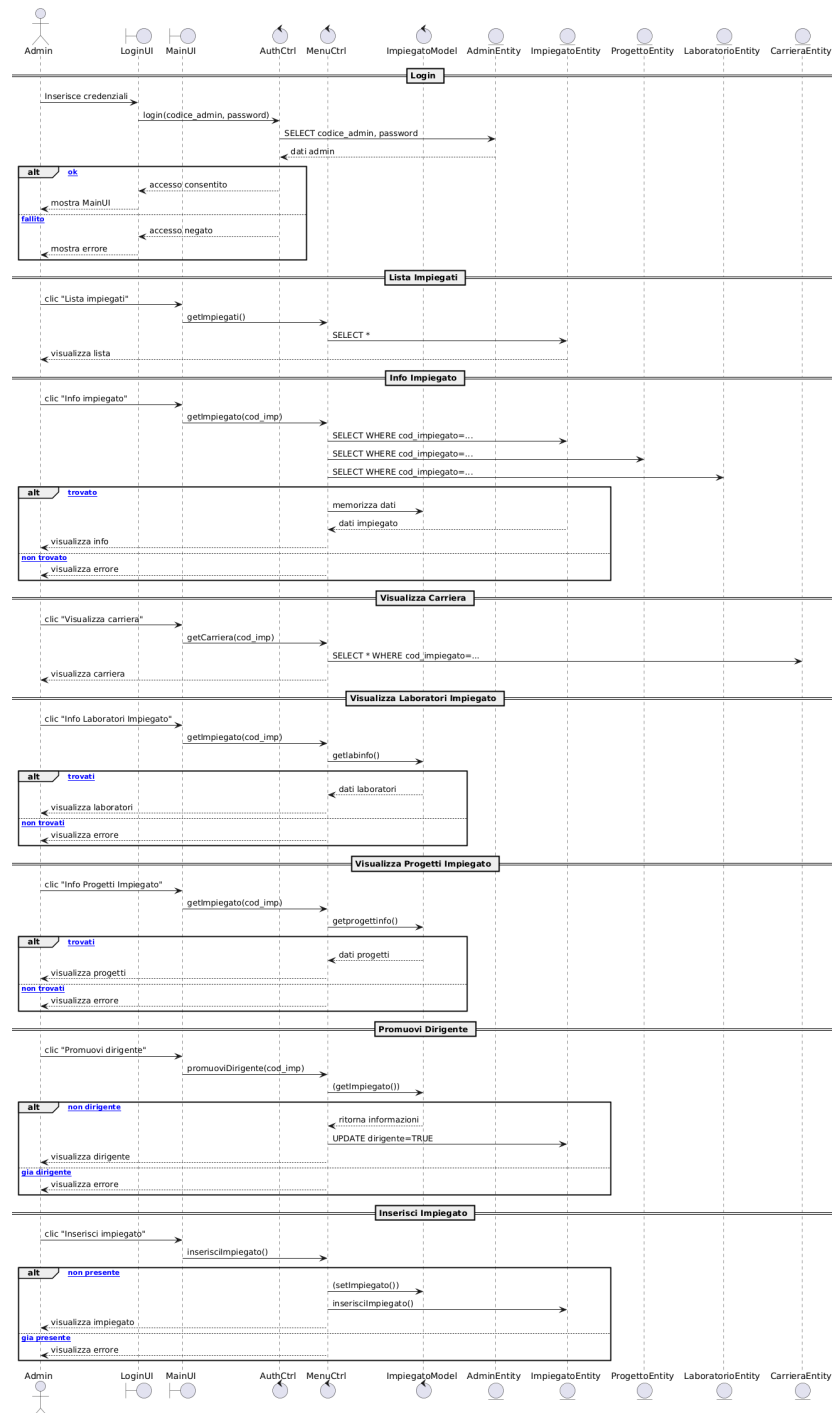 Admin LoginUI MainUI AuthCtrl MenuCtrl ImpiegatoModel AdminEntity ImpiegatoEntity ProgettoEntity LaboratorioEntity CarrieraEntity
Login
Inserisce credenziali
login(codice_admin, password)
SELECT codice_admin, password
dati admin
alt ok
accesso consentito
mostra MainUI
fallito
accesso negato
mostra errore
Lista Impiegati
clic "Lista impiegati"
getImpiegati()
SELECT *
visualizza lista
Info Impiegato
clic "Info impiegato"
getImpiegato(cod_imp)
SELECT WHERE cod_impiegato=...
SELECT WHERE cod_impiegato=...
SELECT WHERE cod_impiegato=...
alt trovato
memorizza dati
dati impiegato
visualizza info
non trovato
visualizza errore
Visualizza Carriera
clic "Visualizza carriera"
getCarriera(cod_imp)
SELECT * WHERE cod_impiegato=...
visualizza carriera
Visualizza Laboratori Impiegato
clic "Info Laboratori Impiegato"
getImpiegato(cod_imp)
getlabinfo()
alt trovati
dati laboratori
visualizza laboratori
non trovati
visualizza errore
Visualizza Progetti Impiegato
clic "Info Progetti Impiegato"
getImpiegato(cod_imp)
getprogettinfo()
alt trovati
dati progetti
visualizza progetti
non trovati
visualizza errore
Promuovi Dirigente
clic "Promuovi dirigente"
promuoviDirigente(cod_imp)
(getImpiegato())
alt non dirigente
ritorna informazioni
UPDATE dirigente=TRUE
visualizza dirigente
gia dirigente
visualizza errore
Inserisci Impiegato
clic "Inserisci impiegato"
inserisciImpiegato()
alt non presente
(setImpiegato())
inserisciImpiegato()
visualizza impiegato
gia presente
visualizza errore
Admin LoginUI MainUI AuthCtrl MenuCtrl ImpiegatoModel AdminEntity ImpiegatoEntity ProgettoEntity LaboratorioEntity CarrieraEntity